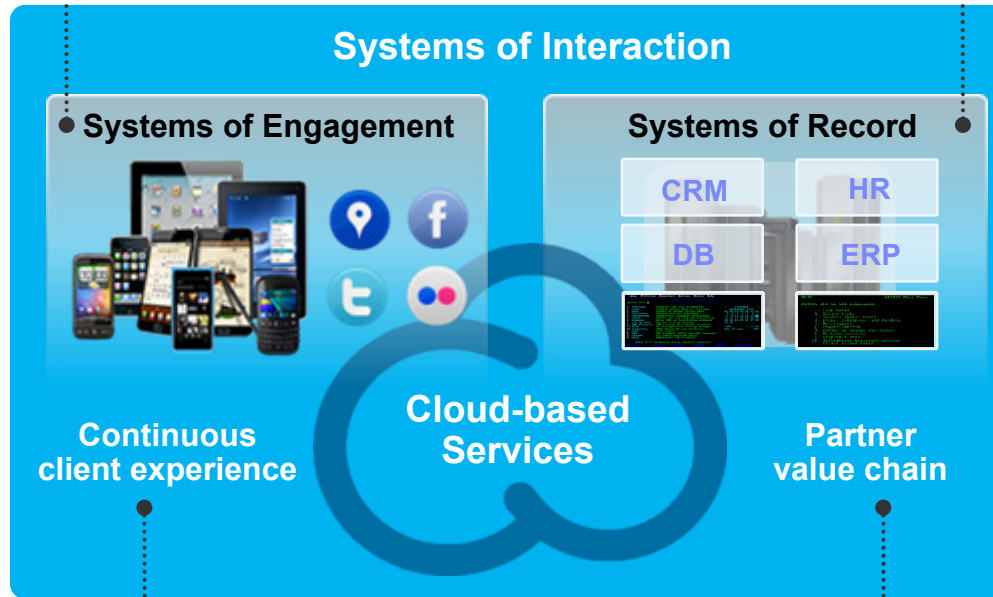 Systems of Interaction
Systems of Engagement
Systems of Record
CRM
HR
DB
ERP
Cloud-based
Services
Continuous
client experience
Partner
value chain